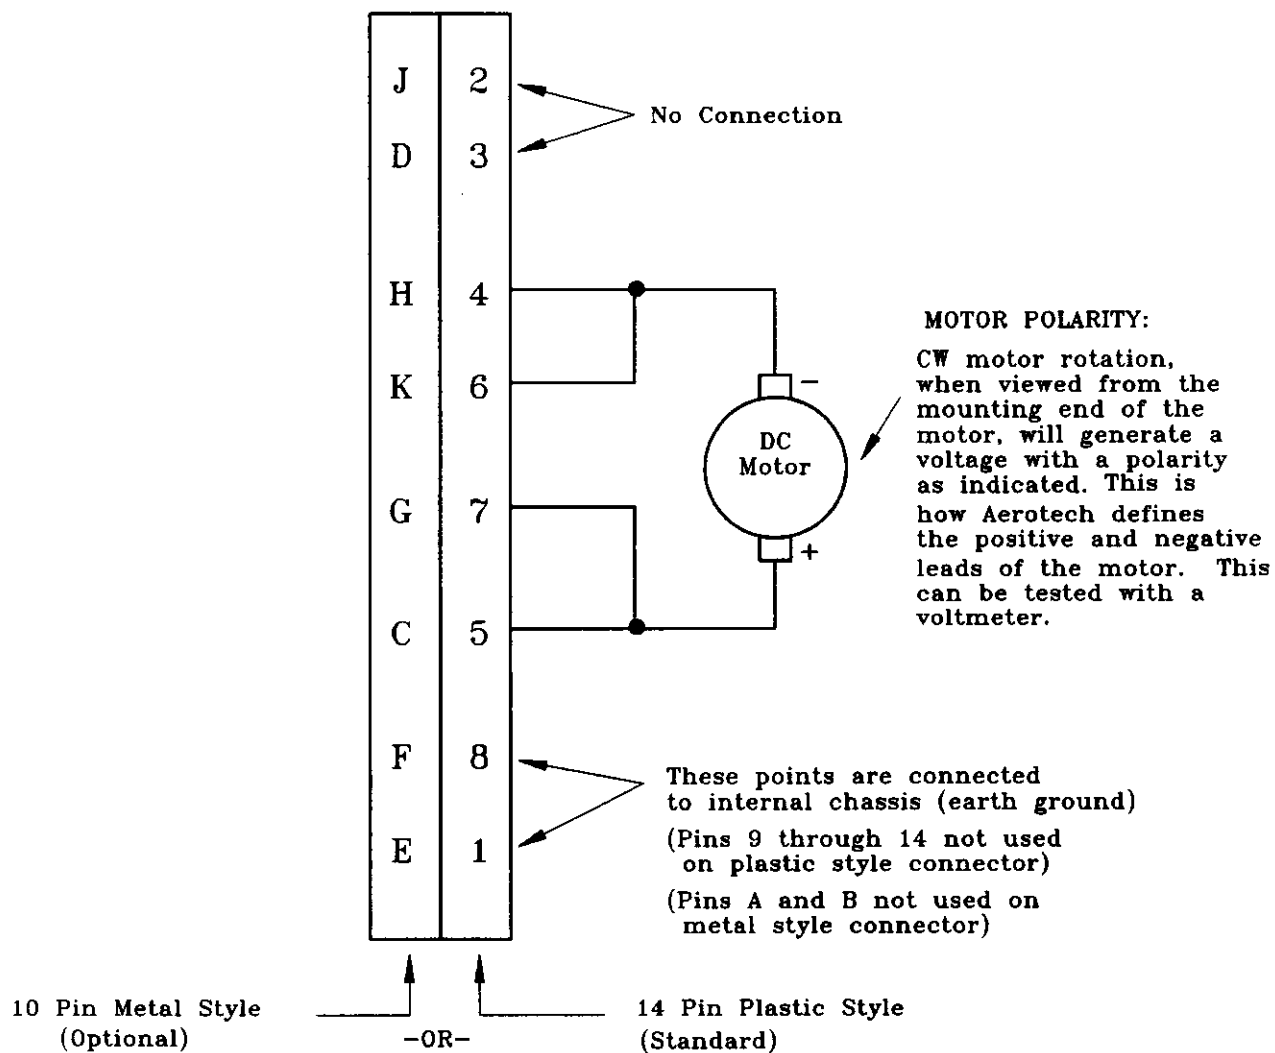 J 2
No Connection
D 3
H 4
K 6
G 7
C 5
F 8
E 1
-
DC
Motor
+
MOTOR POLARITY:
CW motor rotation,
when viewed from the
mounting end of the
motor, will generate a
voltage with a polarity
as indicated. This is
how Aerotech defines
the positive and negative
leads of the motor. This
can be tested with a
voltmeter.
These points are connected
to internal chassis (earth ground)
(Pins 9 through 14 not used
on plastic style connector)
(Pins A and B not used on
metal style connector)
10 Pin Metal Style
(Optional)
-OR-
14 Pin Plastic Style
(Standard)